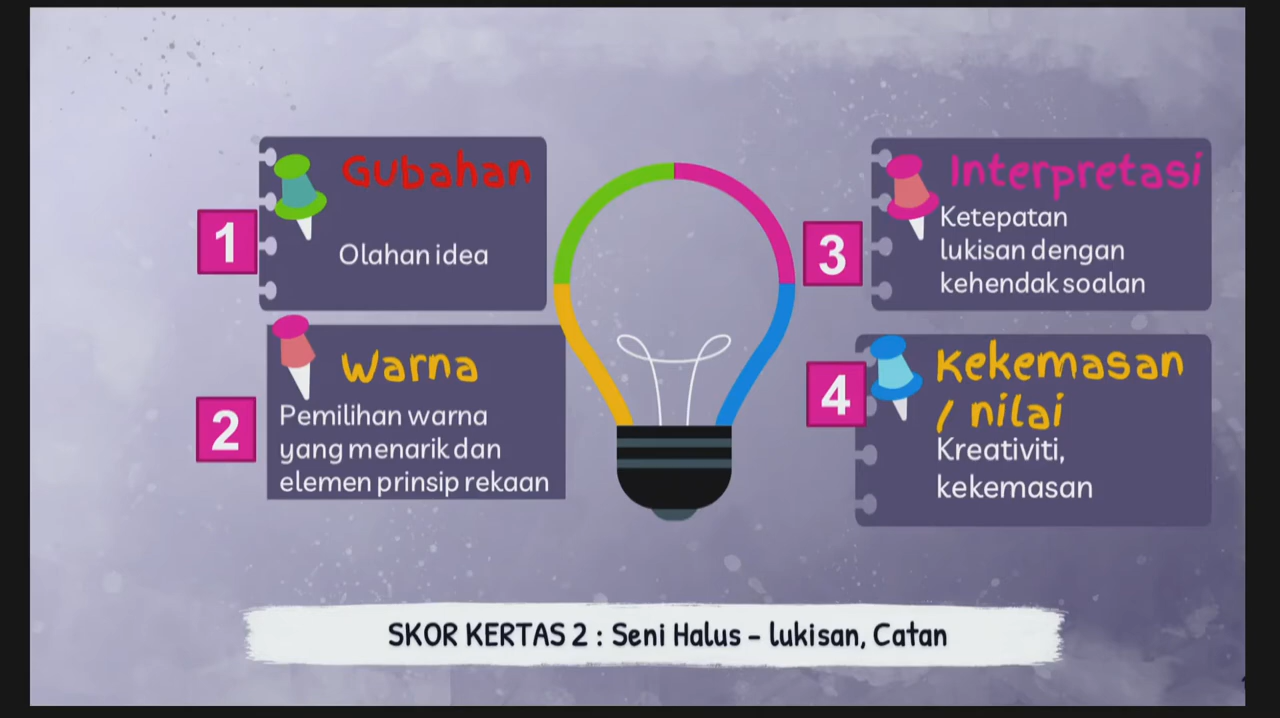 1
Gubahan
Olahan idea
2
Warna
Pemilihan warna
yang menarik dan
elemen prinsip rekaan
3
Interpretasi
Ketepatan
lukisan dengan
kehendak soalan
4
Kekemasan
/ nilai
Kreativiti,
kekemasan
SKOR KERTAS 2 : Seni Halus - lukisan, Catan